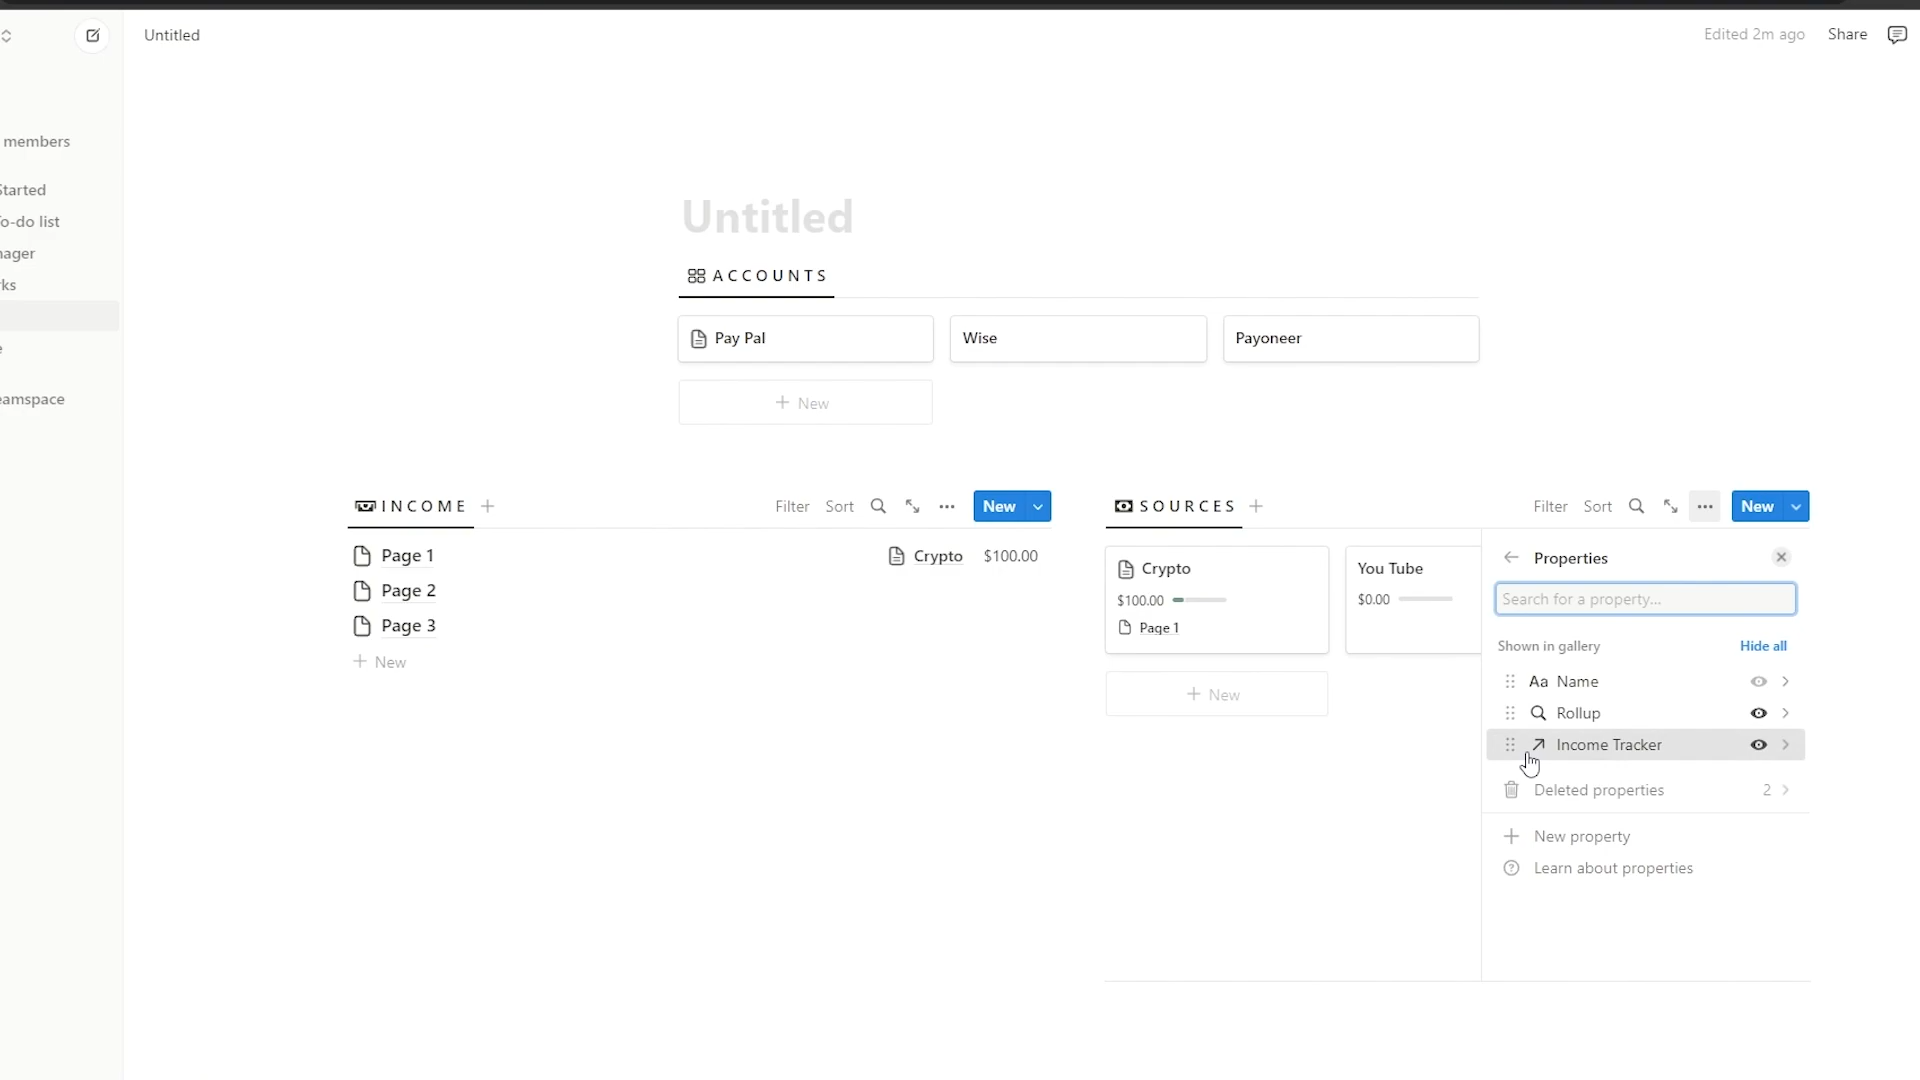 Untitled
Edited 2m ago Share
members
Started
o-do list
nager
ks
e
eamspace
Untitled
ACCOUNTS
Pay Pal
Wise
Payoneer
+ New
INCOME +
Filter Sort New
Page 1 Crypto $100.00
Page 2
Page 3
+ New
SOURCES +
Filter Sort New
Crypto
$100.00
Page 1
You Tube
$0.00
+ New
Properties
Search for a property...
Shown in gallery Hide all
Aa Name
Rollup
Income Tracker
Deleted properties 2
+ New property
Learn about properties